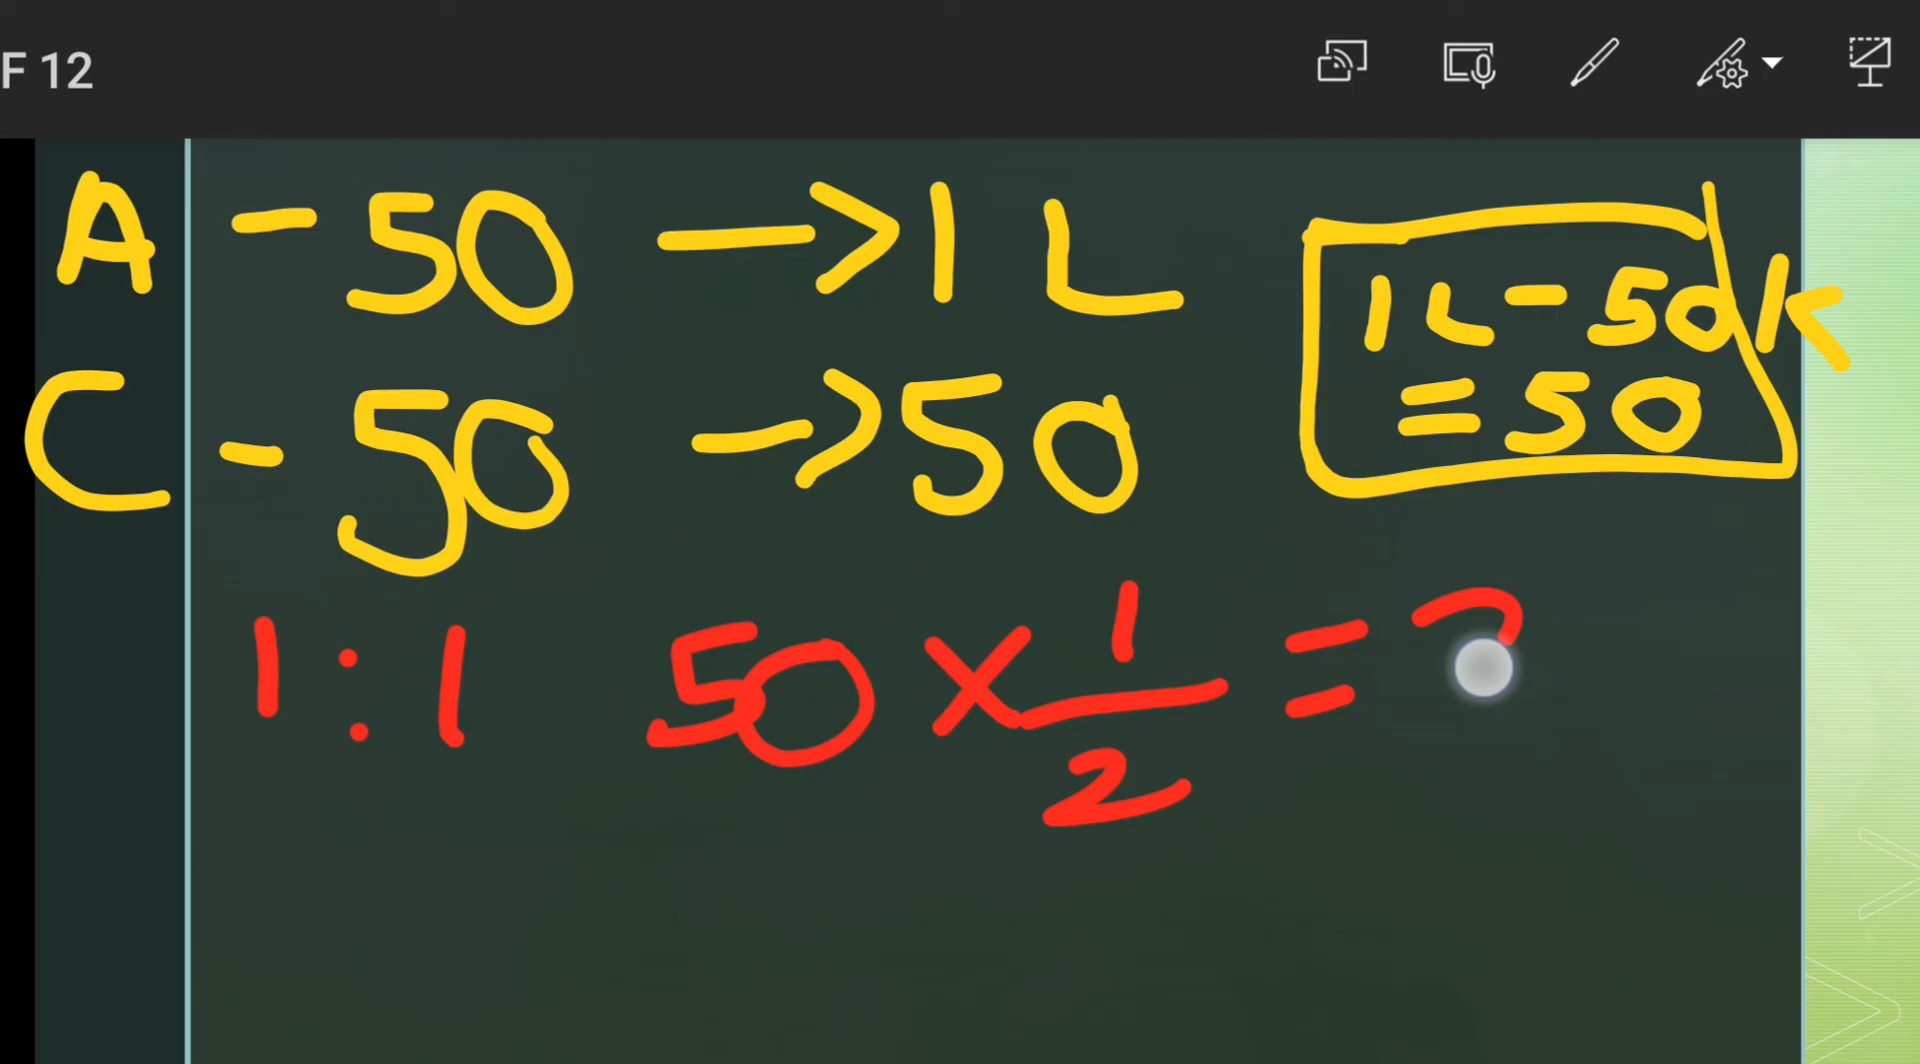 F 12
A - 50 → 1 L
1L - 50K
= 50
C - 50 → 50
1 : 1 50 × 1/2 = ?